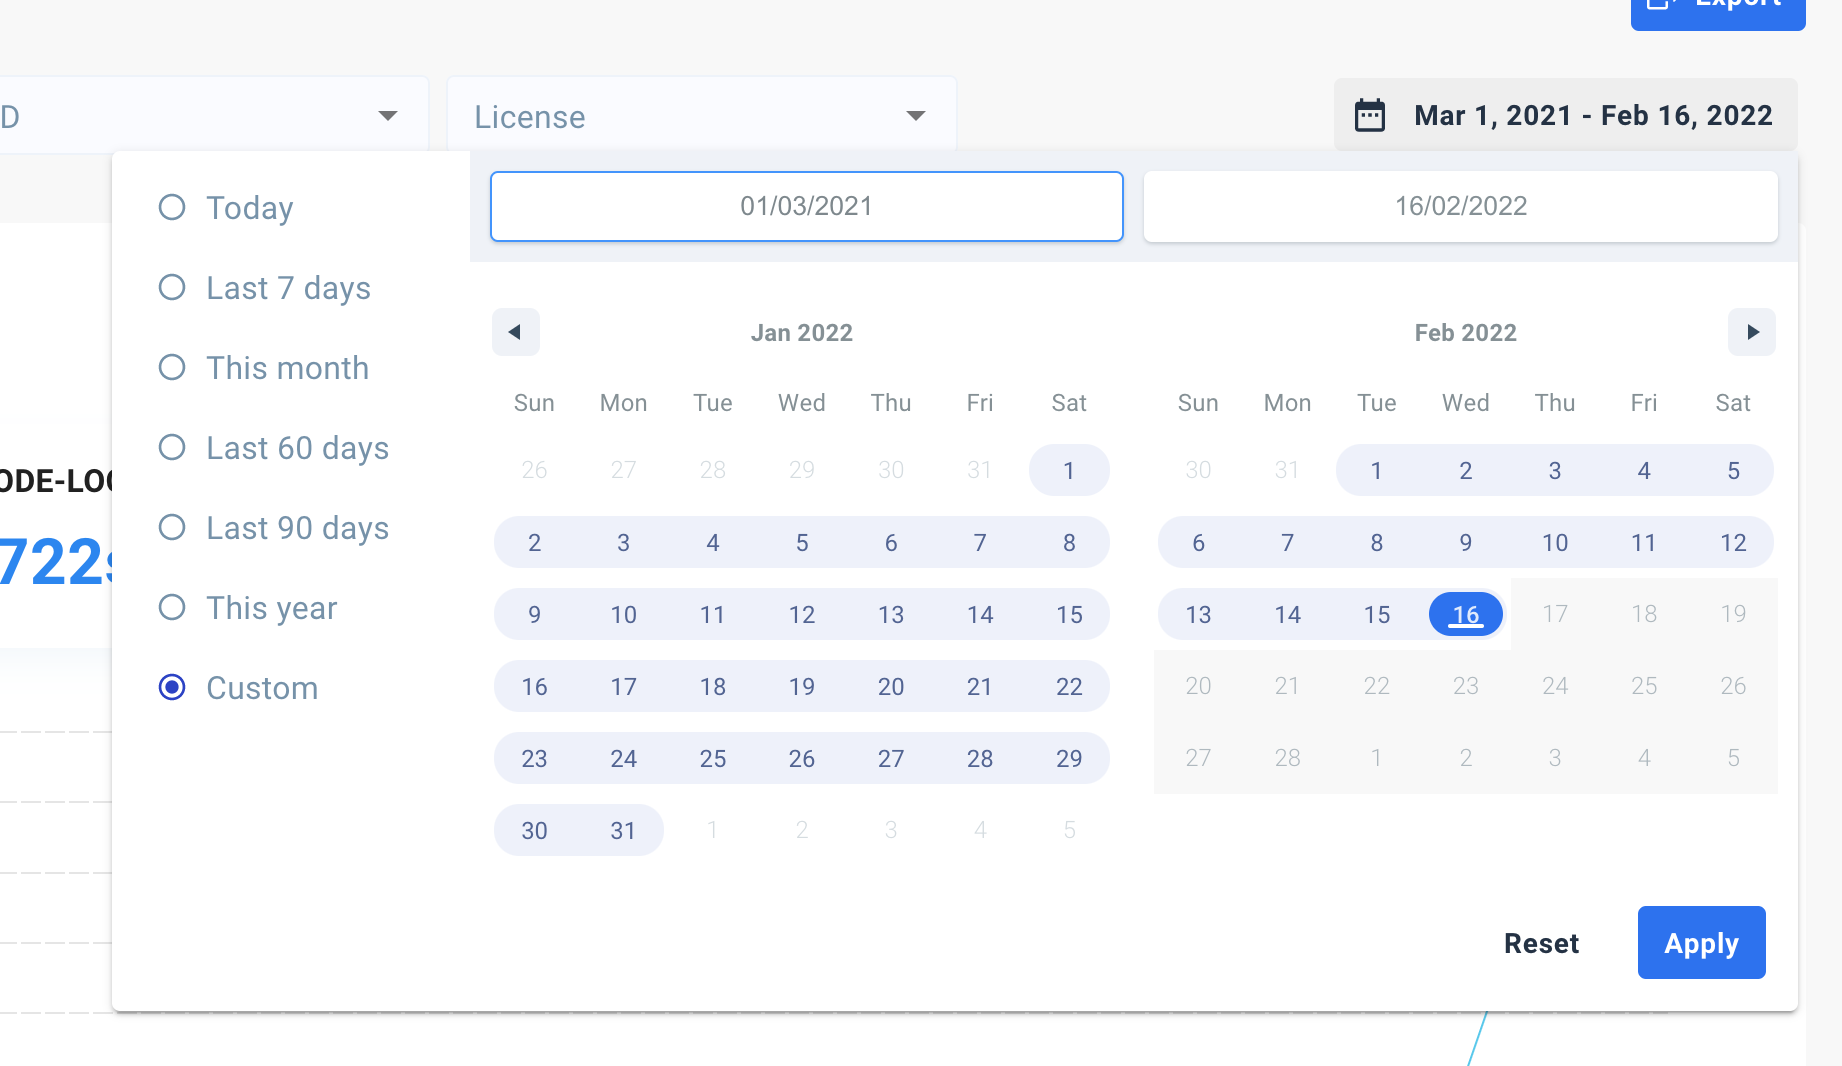 Export
D
License
Mar 1, 2021 - Feb 16, 2022
Today
Last 7 days
This month
Last 60 days
Last 90 days
This year
Custom
01/03/2021
16/02/2022
Jan 2022
Sun Mon Tue Wed Thu Fri Sat
26 27 28 29 30 31 1
2 3 4 5 6 7 8
9 10 11 12 13 14 15
16 17 18 19 20 21 22
23 24 25 26 27 28 29
30 31 1 2 3 4 5
Feb 2022
Sun Mon Tue Wed Thu Fri Sat
30 31 1 2 3 4 5
6 7 8 9 10 11 12
13 14 15 16 17 18 19
20 21 22 23 24 25 26
27 28 1 2 3 4 5
Reset
Apply
ODE-LOC
722s